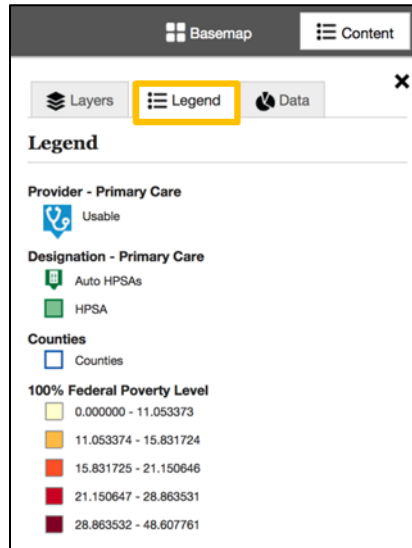 Basemap
Content
Layers
Legend
Data
Legend
Provider - Primary Care
Usable
Designation - Primary Care
Auto HPSAs
HPSA
Counties
Counties
100% Federal Poverty Level
0.000000 - 11.053373
11.053374 - 15.831724
15.831725 - 21.150646
21.150647 - 28.863531
28.863532 - 48.607761